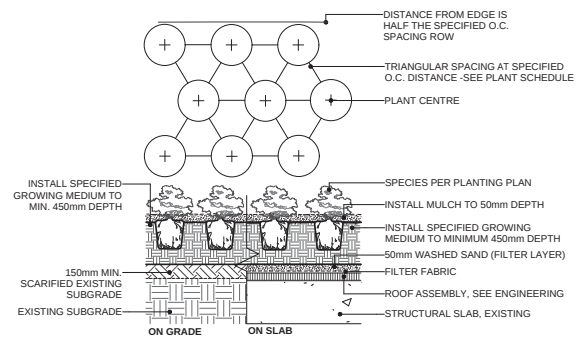 DISTANCE FROM EDGE IS
HALF THE SPECIFIED O.C.
SPACING ROW
TRIANGULAR SPACING AT SPECIFIED
O.C. DISTANCE -SEE PLANT SCHEDULE
PLANT CENTRE
SPECIES PER PLANTING PLAN
INSTALL MULCH TO 50mm DEPTH
INSTALL SPECIFIED GROWING
MEDIUM TO MINIMUM 450mm DEPTH
50mm WASHED SAND (FILTER LAYER)
FILTER FABRIC
ROOF ASSEMBLY, SEE ENGINEERING
STRUCTURAL SLAB, EXISTING
INSTALL SPECIFIED
GROWING MEDIUM TO
MIN. 450mm DEPTH
150mm MIN.
SCARIFIED EXISTING
SUBGRADE
EXISTING SUBGRADE
ON GRADE
ON SLAB